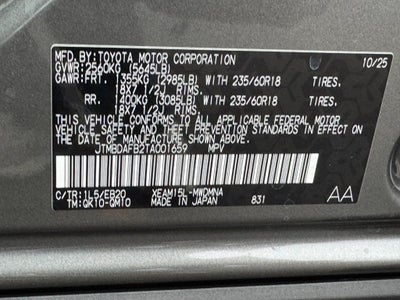 MFD.BY:TOYOTA MOTOR CORPORATION 10/25
GVWR:2560KG (5645LB)
GAWR:FRT. 1355KG (2985LB) WITH 235/60R18 TIRES.
18X7 1/2J RIMS.
RR. 1400KG (3085LB) WITH 235/60R18 TIRES.
18X7 1/2J RIMS.
THIS VEHICLE CONFORMS TO ALL APPLICABLE FEDERAL MOTOR
VEHICLE SAFETY AND THEFT PREVENTION STANDARDS IN EFFECT ON
THE DATE OF MANUFACTURE SHOWN ABOVE.
JTMBDAFB2TA001659 MPV
C/TR:1L5/EB20 XEAM15L-MWDMNA
TM:QKT0-QMT0 MADE IN JAPAN 831 AA